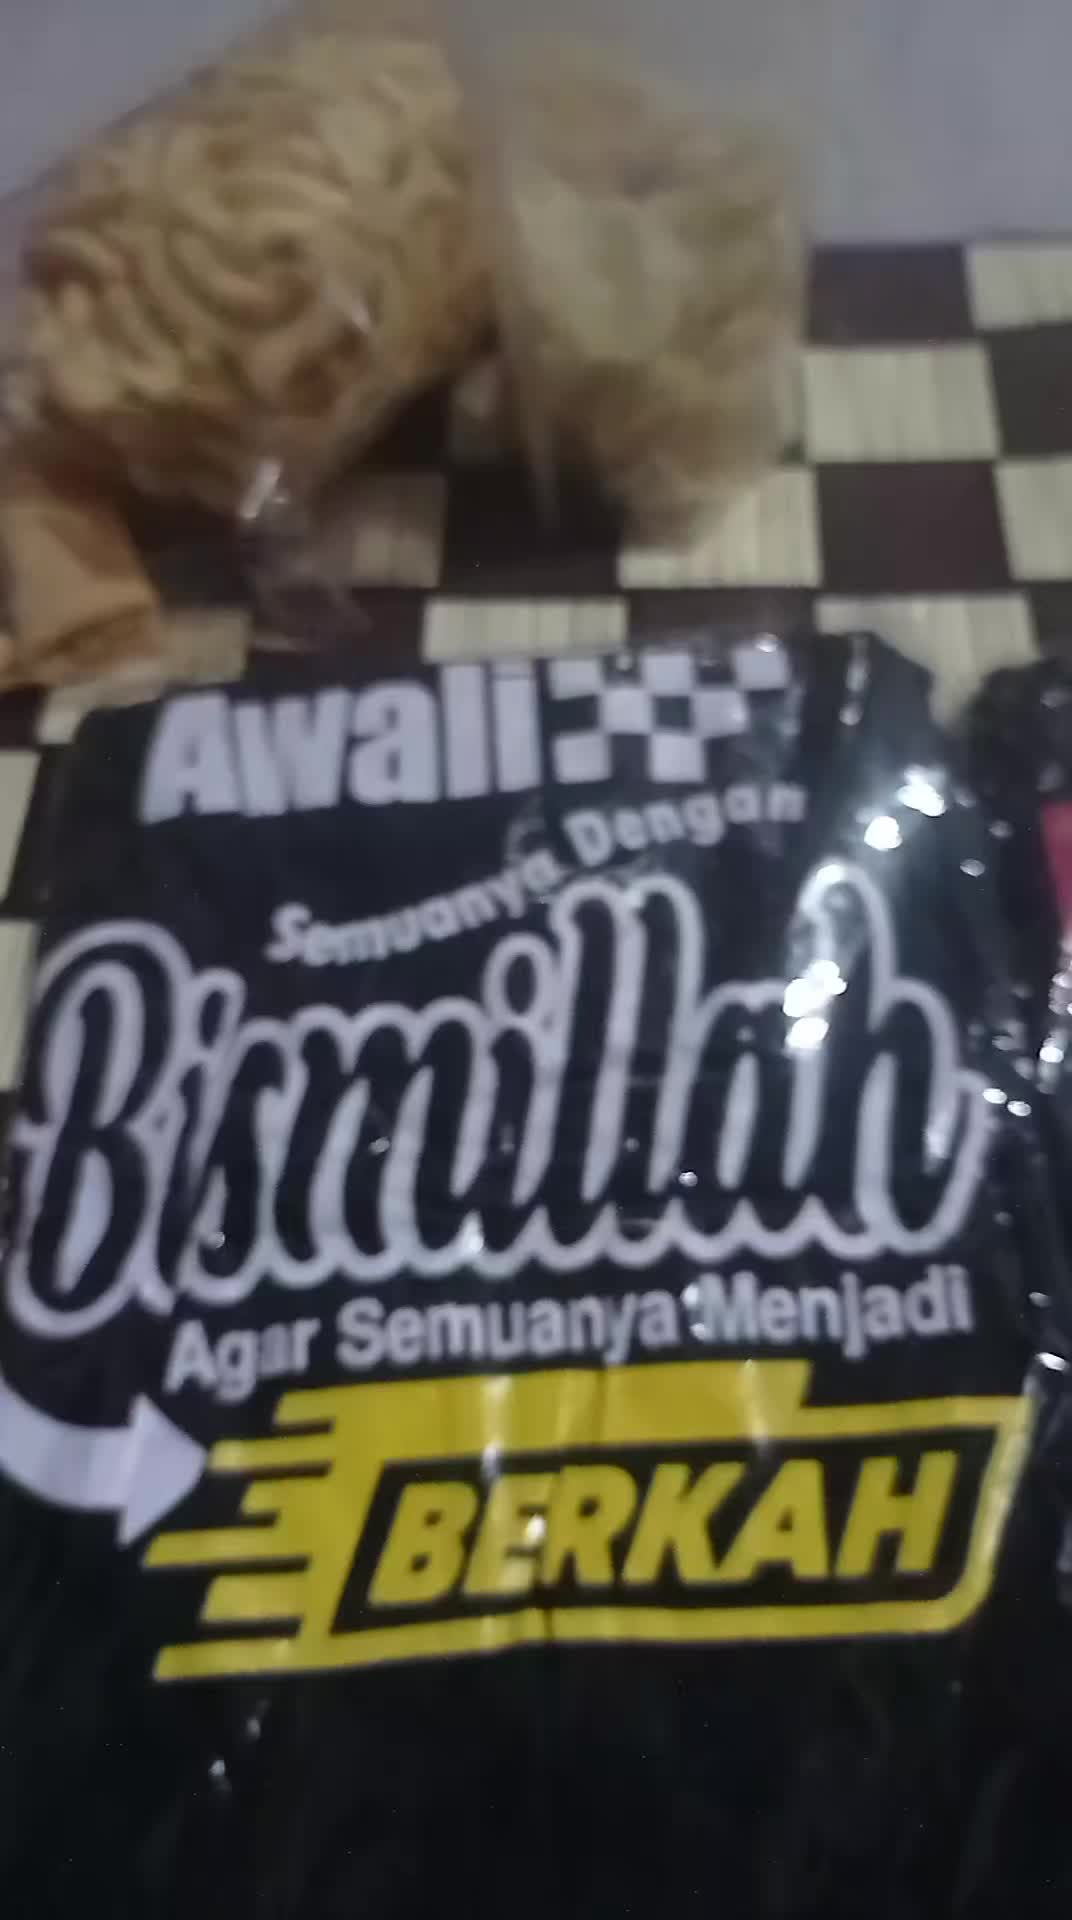 Awali
Semuanya Dengan
Bismillah
Agar Semuanya Menjadi
BERKAH